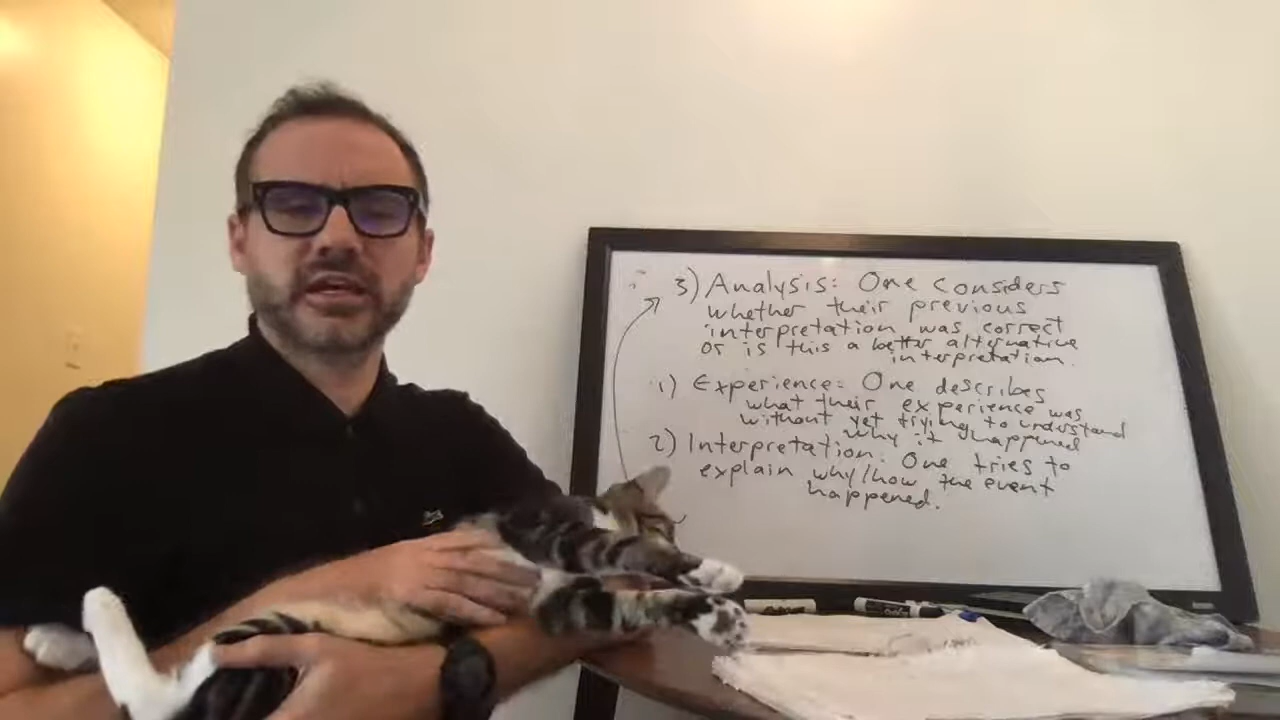 3) Analysis: One considers
whether their previous
interpretation was correct
or is this a better alternative
interpretation.
1) Experience: One describes
what their experience was
without yet trying to understand
why it happened
2) Interpretation: One tries to
explain why/how the event
happened.